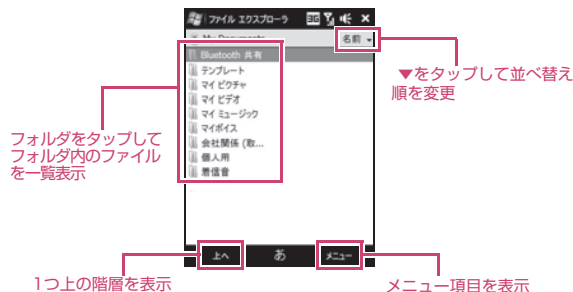 ファイル エクスプローラ
My Documents
名前
Bluetooth 共有
テンプレート
マイ ピクチャ
マイ ビデオ
マイ ミュージック
マイボイス
会社関係 (取...
個人用
着信音
▼をタップして並べ替え
順を変更
フォルダをタップして
フォルダ内のファイル
を一覧表示
上へ
あ
メニュー
1つ上の階層を表示
メニュー項目を表示